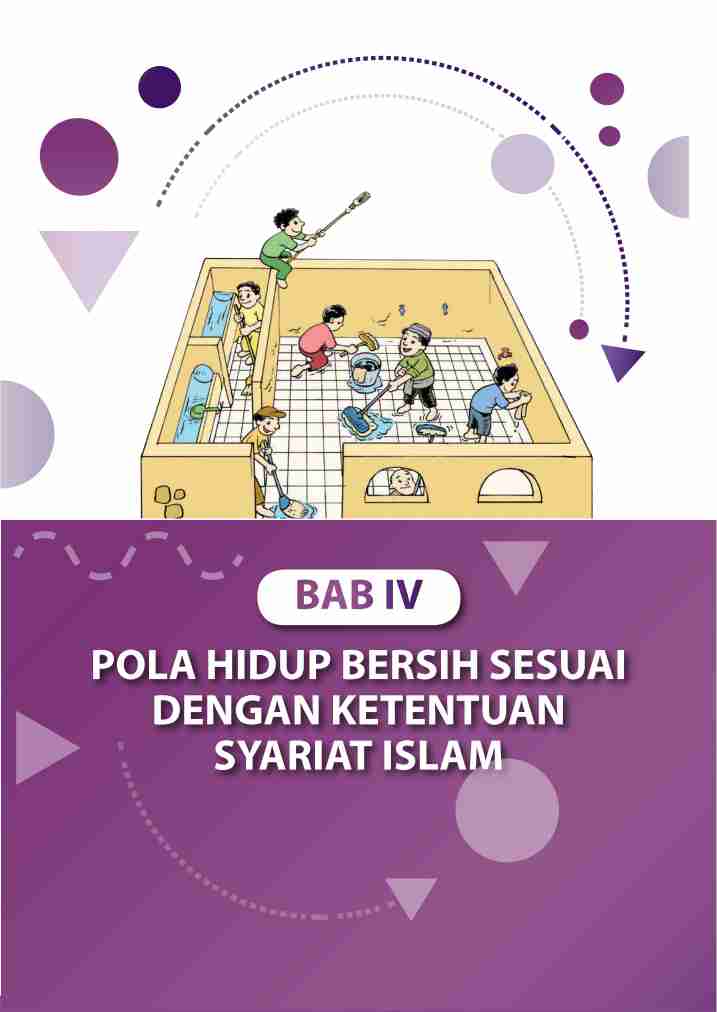 BAB IV
POLA HIDUP BERSIH SESUAI
DENGAN KETENTUAN
SYARIAT ISLAM